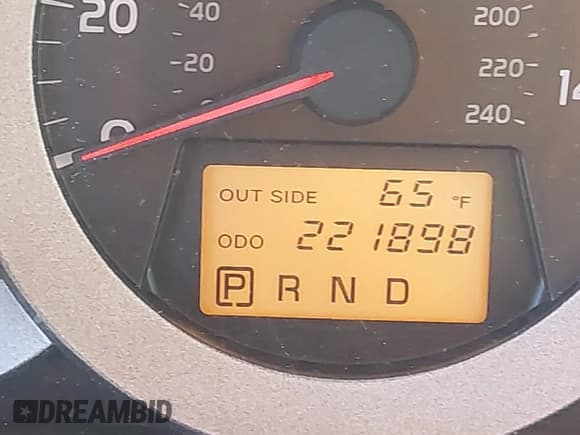 20 40 200
20 220 14
0 240
OUT SIDE 65 °F
ODO 221898
P R N D
DREAMBID